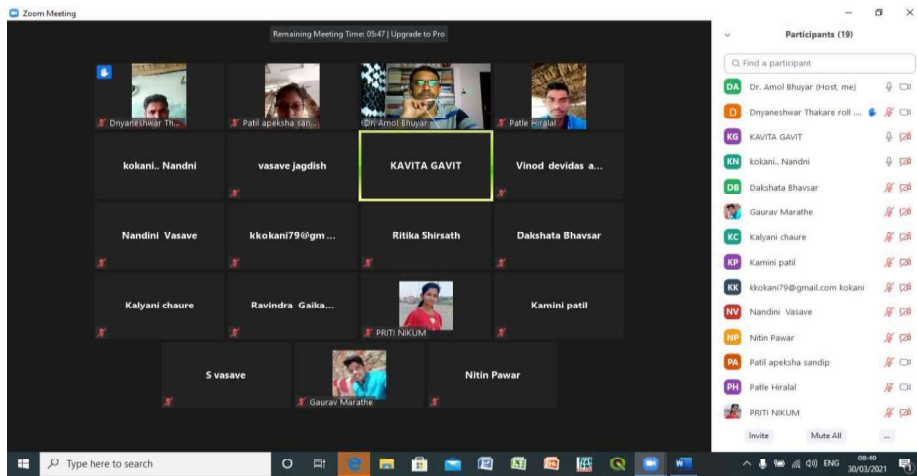 Zoom Meeting
Remaining Meeting Time: 05:47 | Upgrade to Pro
Dnyaneshwar Th...
Patil apeksha san...
Dr. Amol Bhuyar
Patle Hiralal
kokani.. Nandni
vasave jagdish
KAVITA GAVIT
Vinod devidas a...
Nandini Vasave
kkokani79@gm...
Ritika Shirsath
Dakshata Bhavsar
Kalyani chaure
Ravindra Gaika...
PRITI NIKUM
Kamini patil
S vasave
Gaurav Marathe
Nitin Pawar
Participants (19)
Find a participant
DA Dr. Amol Bhuyar (Host, me)
D Dnyaneshwar Thakare roll ...
KG KAVITA GAVIT
KN kokani.. Nandni
DB Dakshata Bhavsar
Gaurav Marathe
KC Kalyani chaure
KP Kamini patil
KK kkokani79@gmail.com kokani
NV Nandini Vasave
NP Nitin Pawar
PA Patil apeksha sandip
PH Patle Hiralal
PRITI NIKUM
Invite Mute All ...
Type here to search
ENG
08:40
30/03/2021